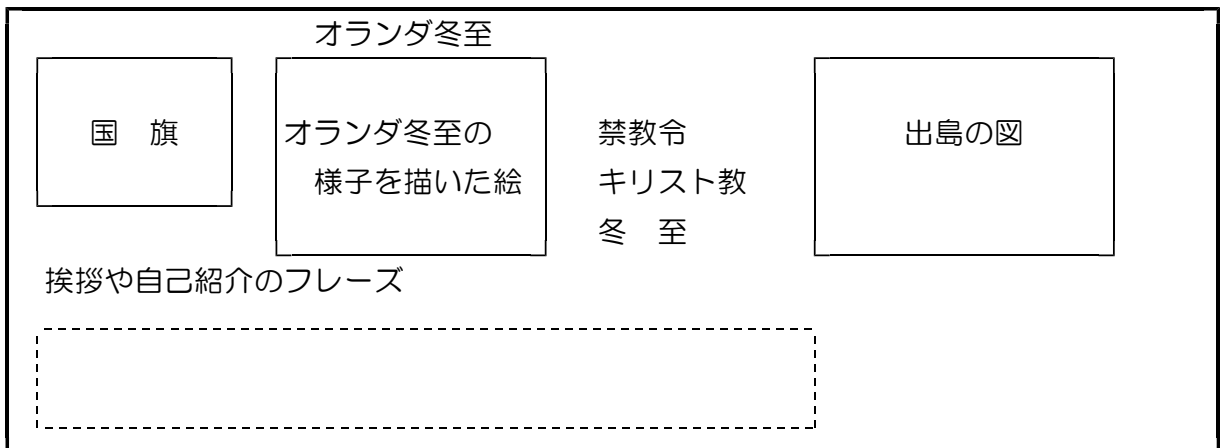 オランダ冬至
国　旗
オランダ冬至の
様子を描いた絵
禁教令
キリスト教
冬　至
出島の図
挨拶や自己紹介のフレーズ